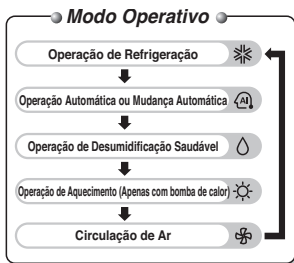 Modo Operativo
Operação de Refrigeração
Operação Automática ou Mudança Automática
AI
Operação de Desumidificação Saudável
Operação de Aquecimento (Apenas com bomba de calor)
Circulação de Ar